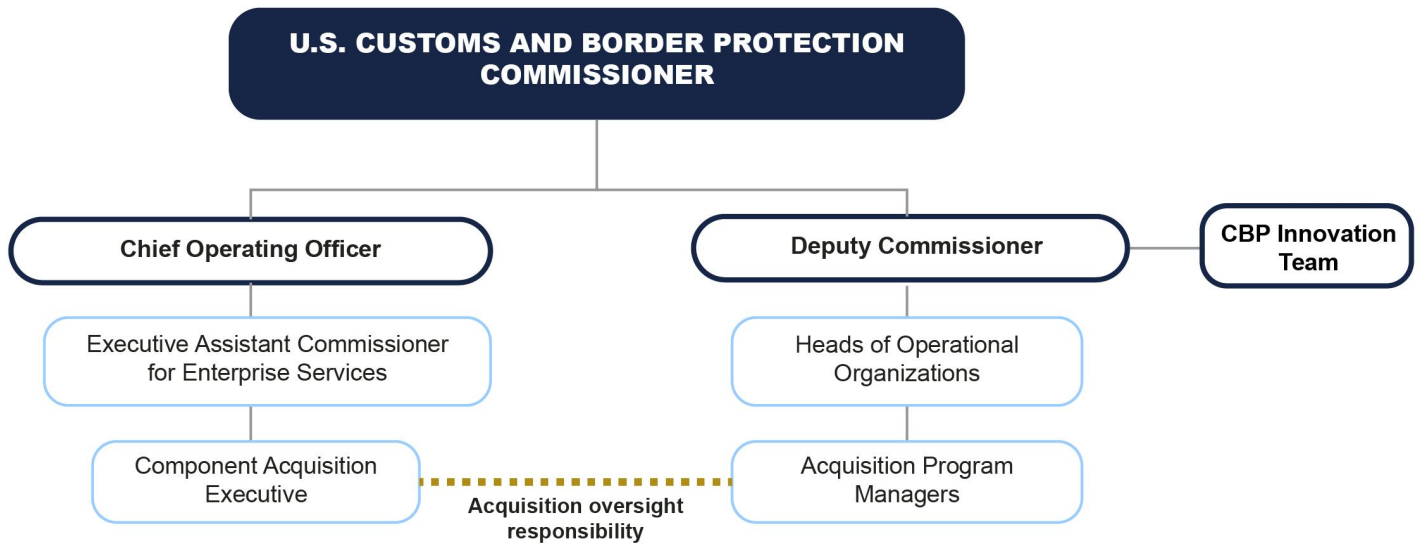 U.S. CUSTOMS AND BORDER PROTECTION
COMMISSIONER
Chief Operating Officer
Deputy Commissioner
CBP Innovation
Team
Executive Assistant Commissioner
for Enterprise Services
Heads of Operational
Organizations
Component Acquisition
Executive
Acquisition oversight
responsibility
Acquisition Program
Managers